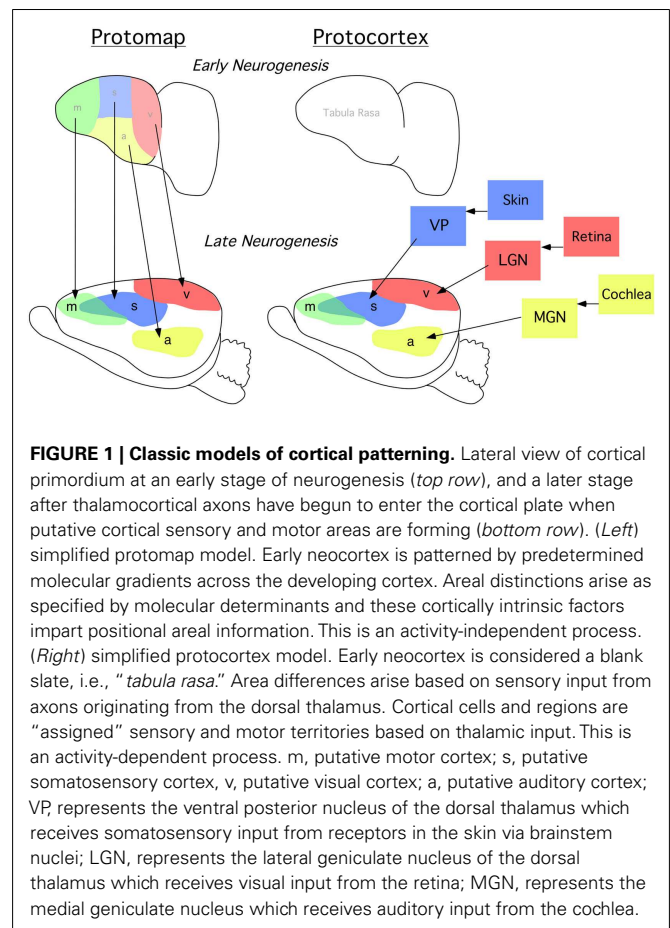 Protomap Protocortex
Early Neurogenesis
m s v a
Tabula Rasa
Late Neurogenesis
Skin
VP
Retina
LGN
Cochlea
MGN
m s v a
m s v a
FIGURE 1 | Classic models of cortical patterning. Lateral view of cortical
primordium at an early stage of neurogenesis (top row), and a later stage
after thalamocortical axons have begun to enter the cortical plate when
putative cortical sensory and motor areas are forming (bottom row). (Left)
simplified protomap model. Early neocortex is patterned by predetermined
molecular gradients across the developing cortex. Areal distinctions arise as
specified by molecular determinants and these cortically intrinsic factors
impart positional areal information. This is an activity-independent process.
(Right) simplified protocortex model. Early neocortex is considered a blank
slate, i.e., “tabula rasa.” Area differences arise based on sensory input from
axons originating from the dorsal thalamus. Cortical cells and regions are
“assigned” sensory and motor territories based on thalamic input. This is
an activity-dependent process. m, putative motor cortex; s, putative
somatosensory cortex, v, putative visual cortex; a, putative auditory cortex;
VP, represents the ventral posterior nucleus of the dorsal thalamus which
receives somatosensory input from receptors in the skin via brainstem
nuclei; LGN, represents the lateral geniculate nucleus of the dorsal
thalamus which receives visual input from the retina; MGN, represents the
medial geniculate nucleus which receives auditory input from the cochlea.